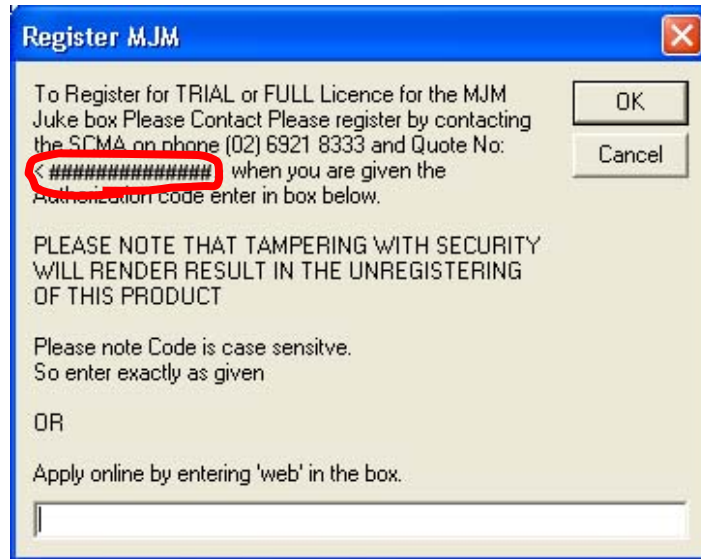 Register MJM
To Register for TRIAL or FULL Licence for the MJM
Juke box Please Contact Please register by contacting
the SCMA on phone (02) 6921 8333 and Quote No:
< ############## when you are given the
Authorization code enter in box below.
PLEASE NOTE THAT TAMPERING WITH SECURITY
WILL RENDER RESULT IN THE UNREGISTERING
OF THIS PRODUCT
Please note Code is case sensitve.
So enter exactly as given
OR
Apply online by entering 'web' in the box.
OK
Cancel